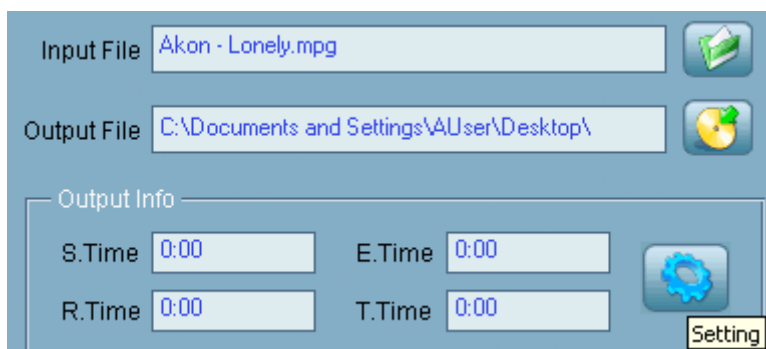 Input File Akon - Lonely.mpg
Output File C:\Documents and Settings\AUser\Desktop\
Output Info
S.Time 0:00 E.Time 0:00
R.Time 0:00 T.Time 0:00
Setting